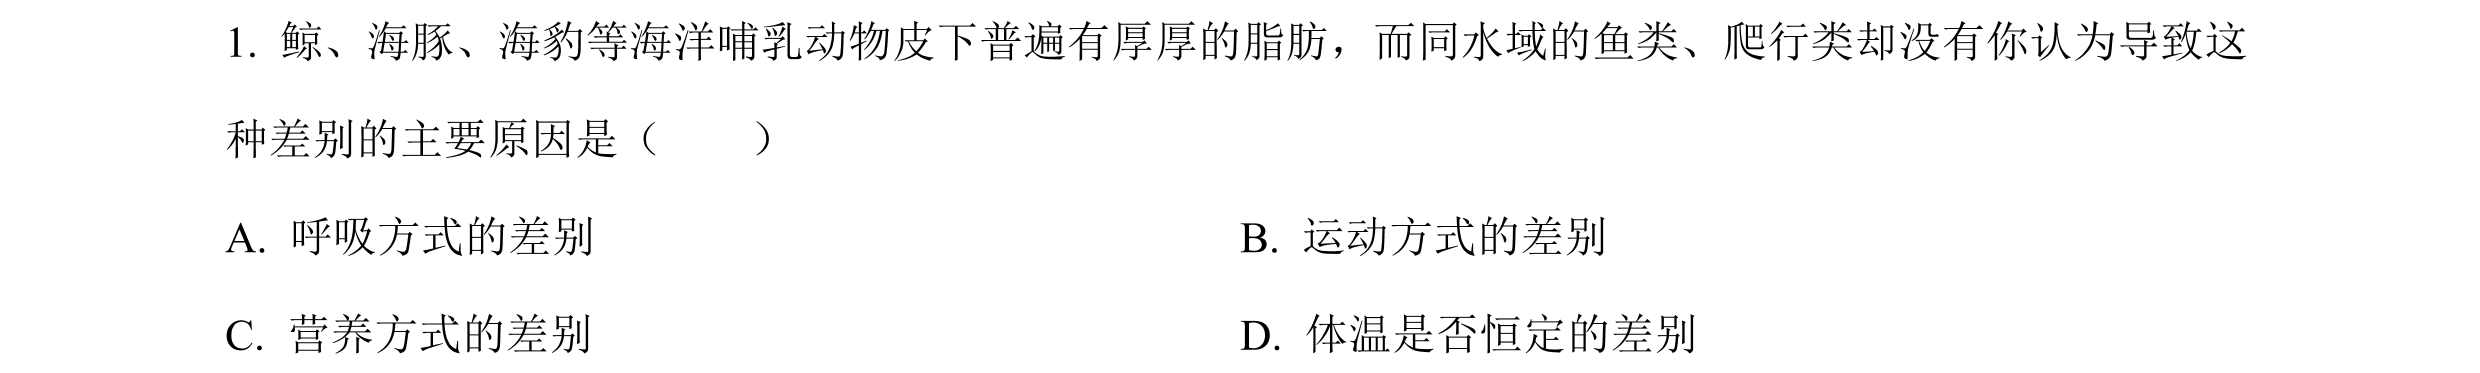 1. 鲸、海豚、海豹等海洋哺乳动物皮下普遍有厚厚的脂肪，而同水域的鱼类、爬行类却没有你认为导致这
种差别的主要原因是（　　）
A. 呼吸方式的差别　　B. 运动方式的差别
C. 营养方式的差别　　D. 体温是否恒定的差别